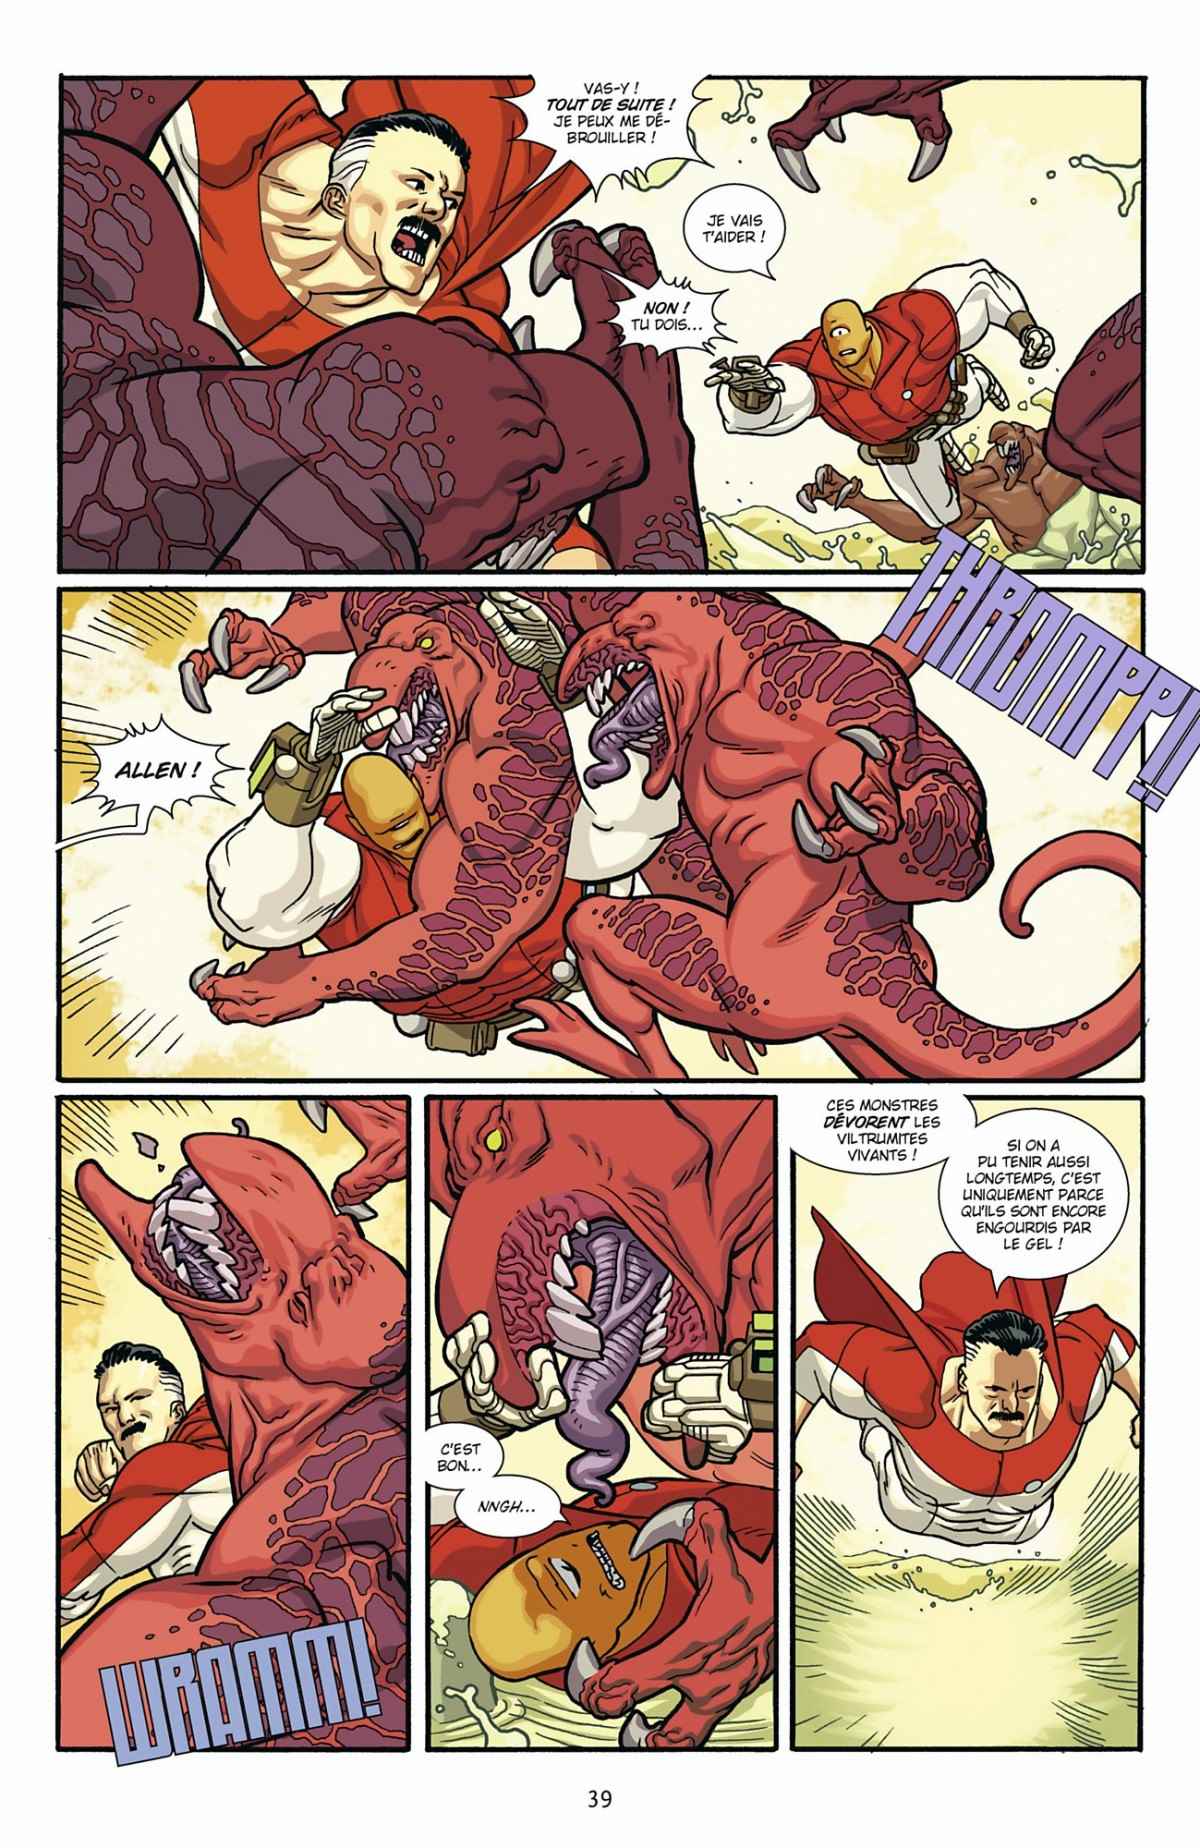 VAS-Y !
TOUT DE SUITE !
JE PEUX ME DÉ-
BROUILLER !
JE VAIS
T'AIDER !
NON !
TU DOIS...
THROMPP!!
ALLEN !
WRAMM!
C'EST
BON...
NNGH...
CES MONSTRES
DÉVORENT LES
VILTRUMITES
VIVANTS !
SI ON A
PU TENIR AUSSI
LONGTEMPS, C'EST
UNIQUEMENT PARCE
QU'ILS SONT ENCORE
ENGOURDIS PAR
LE GEL !
39